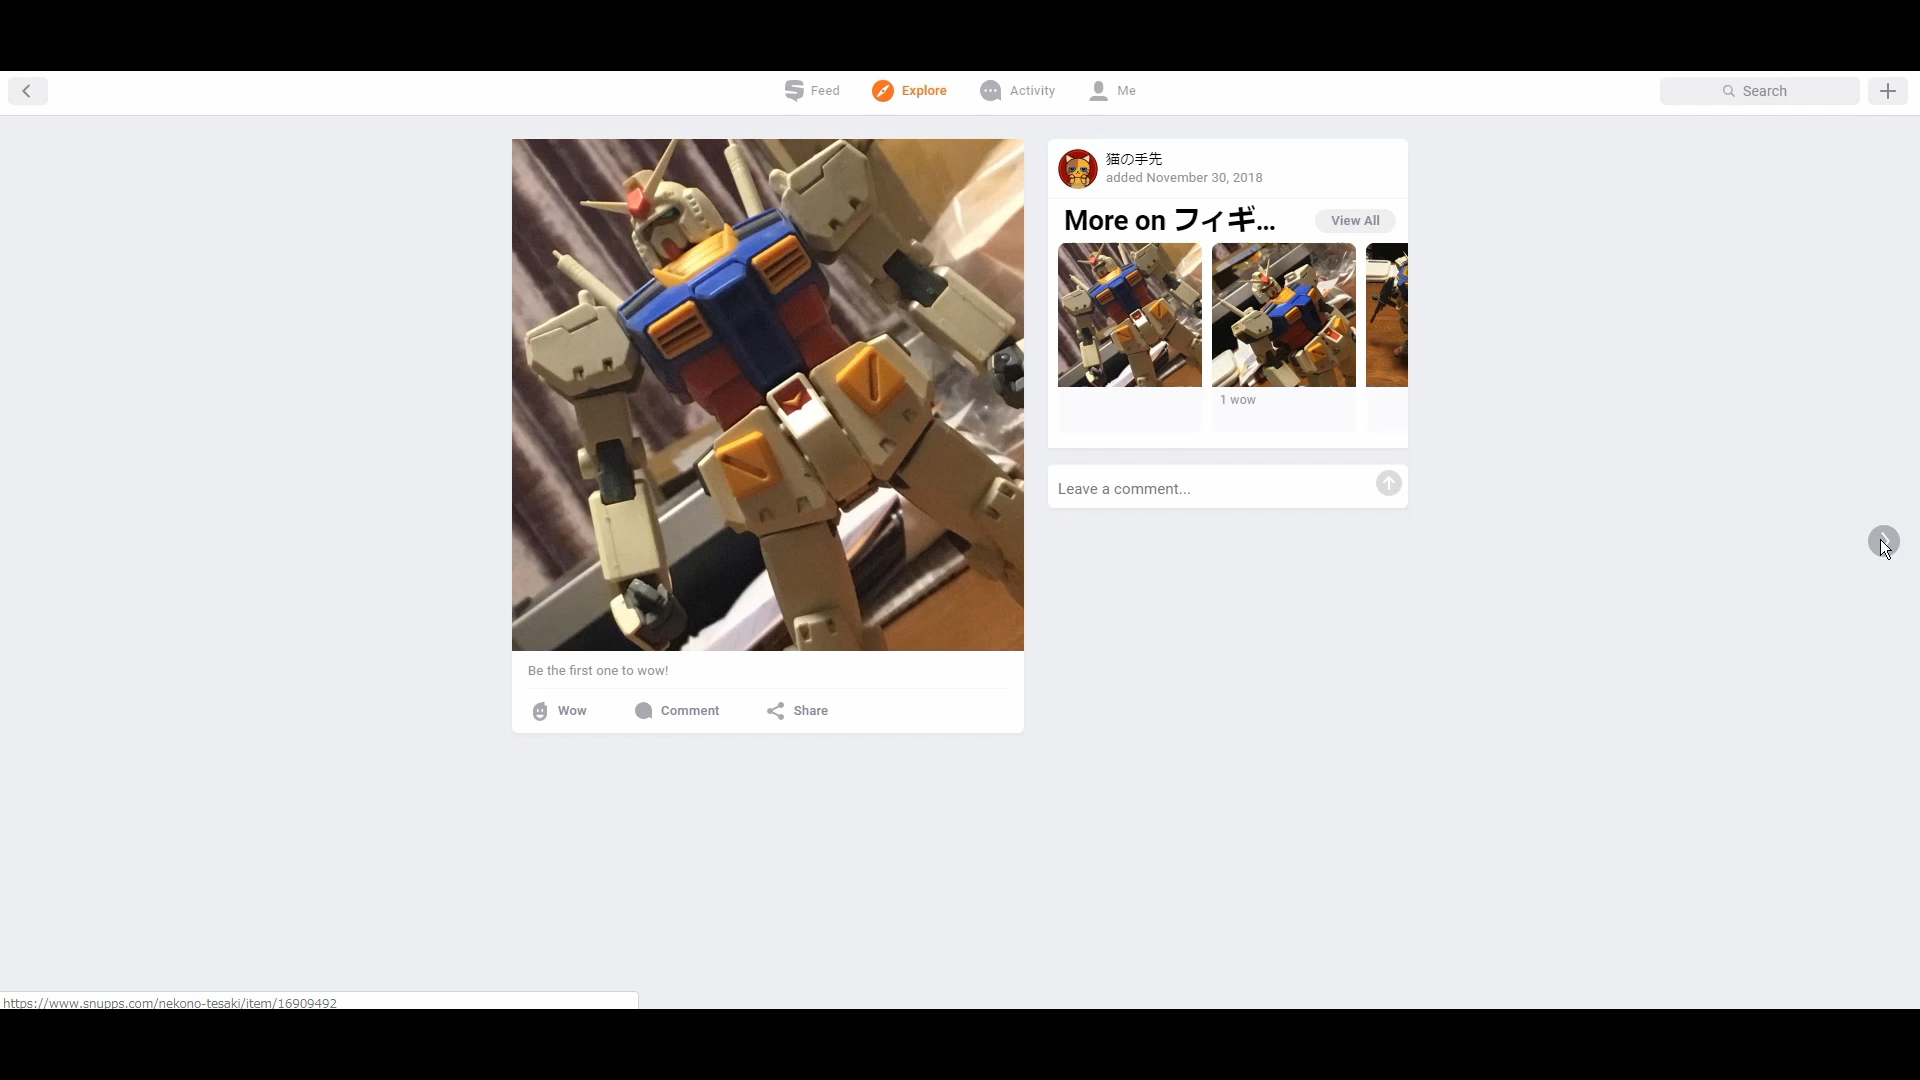 Feed
Explore
Activity
Me
Search
猫の手先
added November 30, 2018
More on フィギ...
View All
1 wow
Leave a comment...
Be the first one to wow!
Wow
Comment
Share
https://www.snupps.com/nekono-tesaki/item/16909492